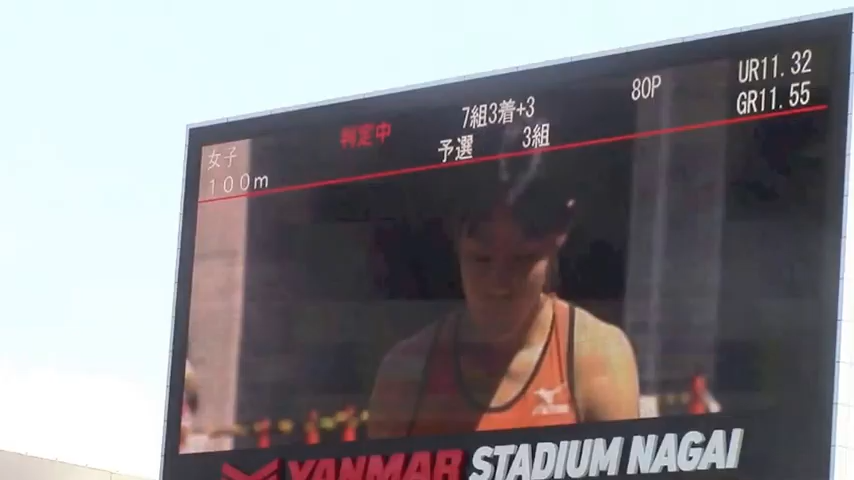 女子
100m
判定中
7組3着+3
予選 3組
80P
UR11.32
GR11.55
YANMAR STADIUM NAGAI